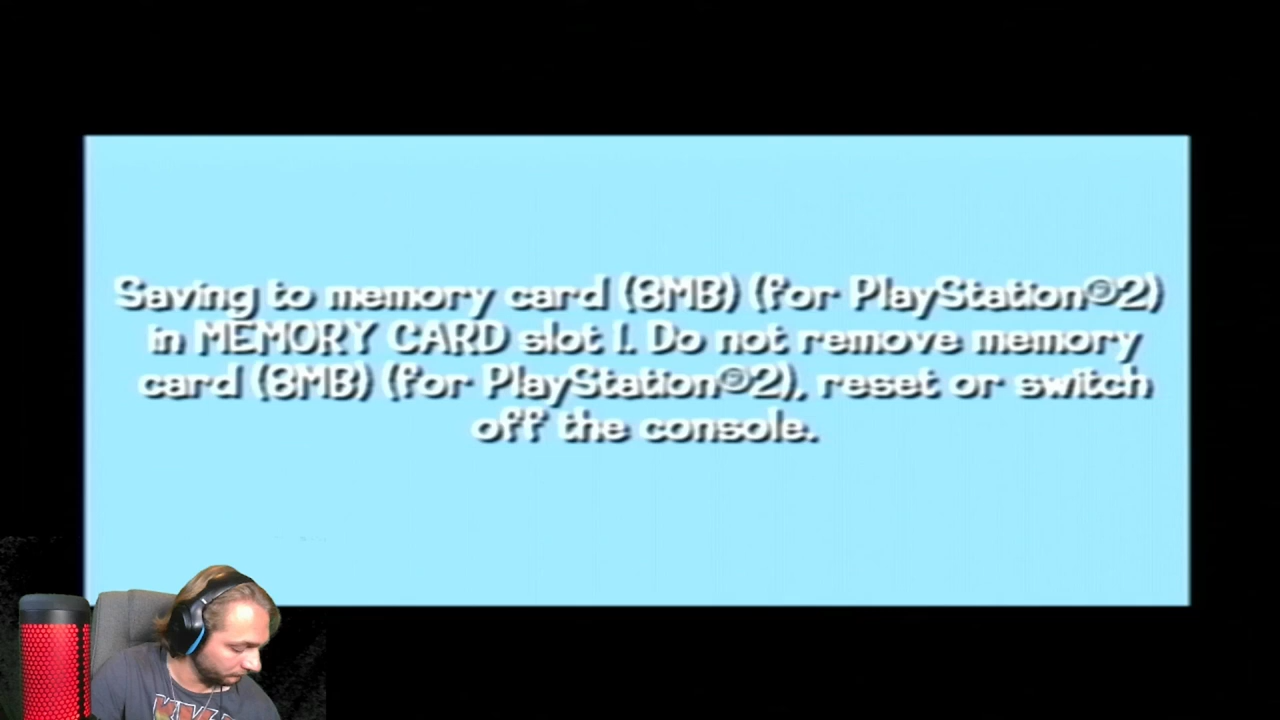 Saving to memory card (8MB) (for PlayStation®2)
in MEMORY CARD slot 1. Do not remove memory
card (8MB) (for PlayStation®2), reset or switch
off the console.